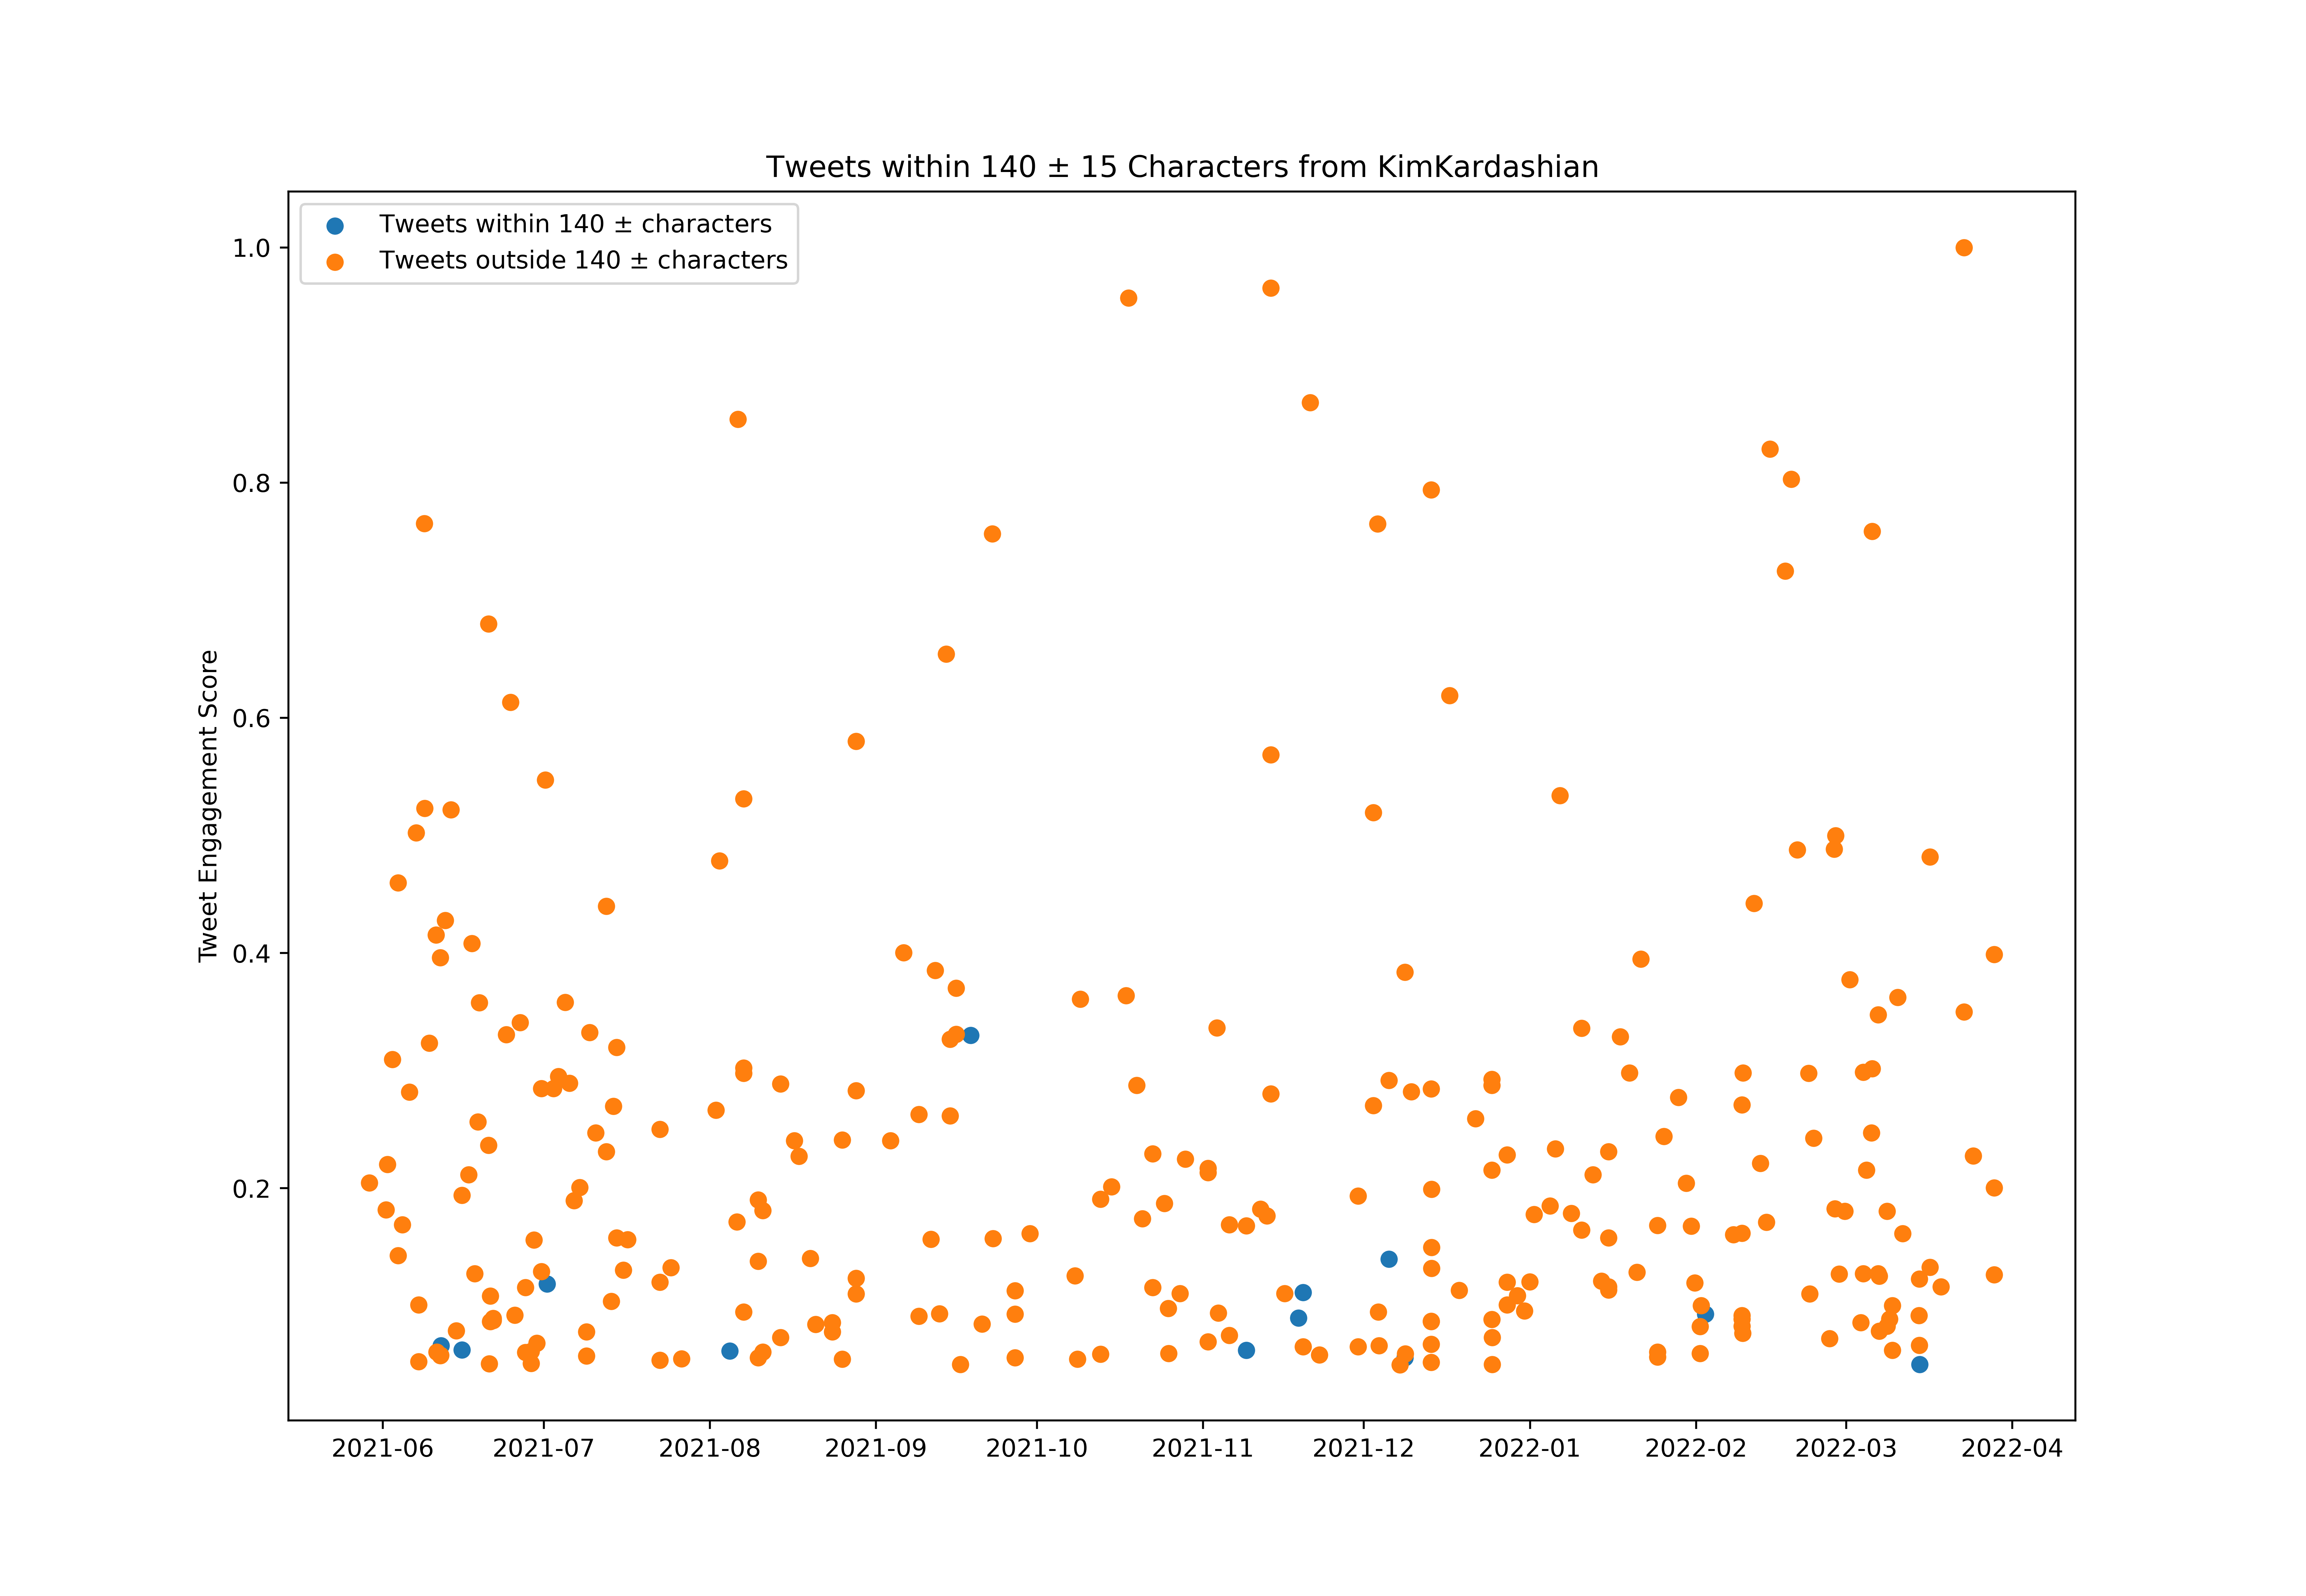 Tweets within 140 ± 15 Characters from KimKardashian
Tweets within 140 ± characters
Tweets outside 140 ± characters
Tweet Engagement Score
1.0
0.8
0.6
0.4
0.2
2021-06 2021-07 2021-08 2021-09 2021-10 2021-11 2021-12 2022-01 2022-02 2022-03 2022-04